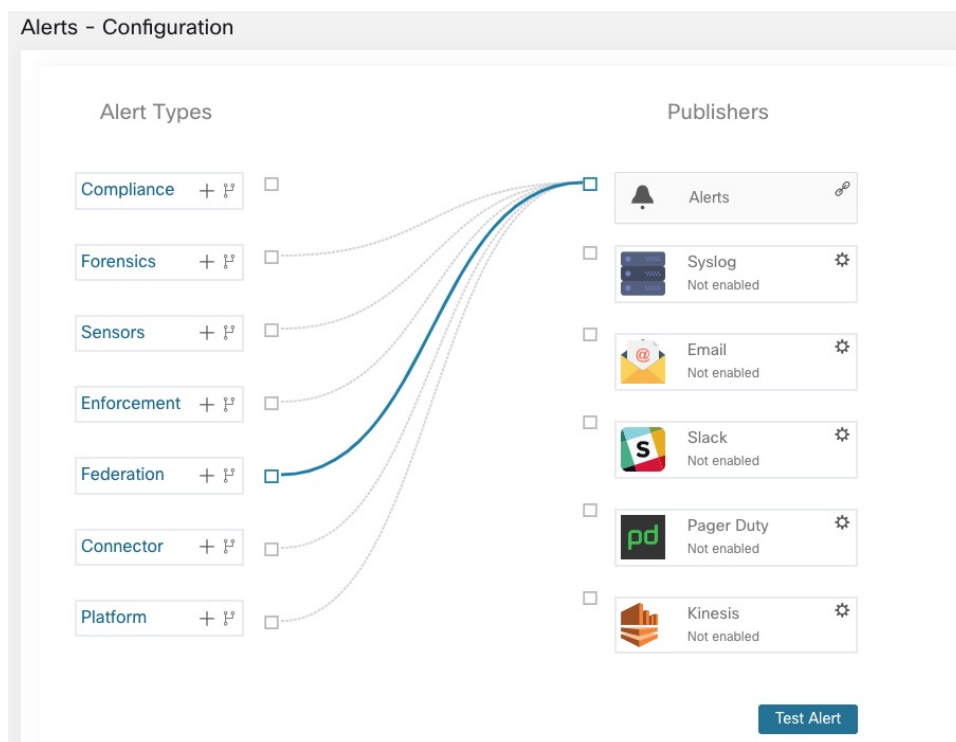 Alerts - Configuration
Alert Types
Publishers
Compliance
Forensics
Sensors
Enforcement
Federation
Connector
Platform
Alerts
Syslog
Not enabled
@
Email
Not enabled
S
Slack
Not enabled
pd
Pager Duty
Not enabled
Kinesis
Not enabled
Test Alert